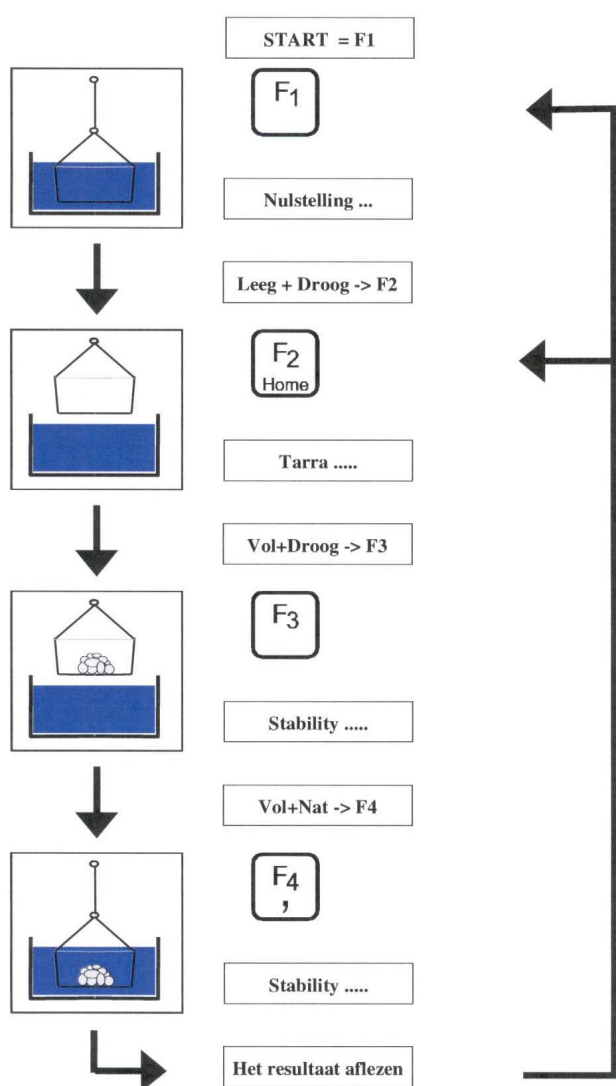 START = F1
F1
Nulstelling ...
Leeg + Droog -> F2
F2
Home
Tarra .....
Vol+Droog -> F3
F3
Stability .....
Vol+Nat -> F4
F4
,
Stability .....
Het resultaat aflezen